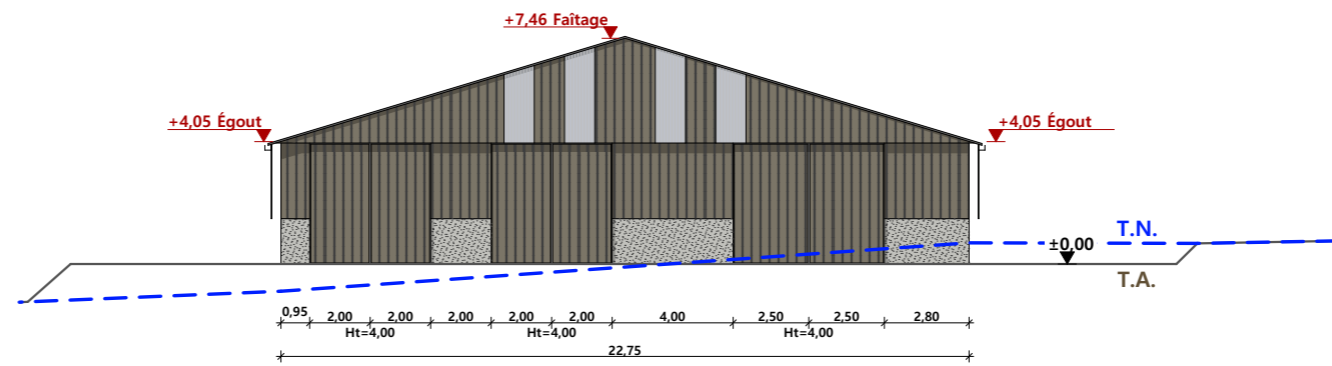 +7,46 Faîtage
+4,05 Égout
+4,05 Égout
T.N.
±0,00
T.A.
0,95 2,00 2,00 2,00 2,00 2,00 4,00 2,50 2,50 2,80
Ht=4,00 Ht=4,00 Ht=4,00
22,75